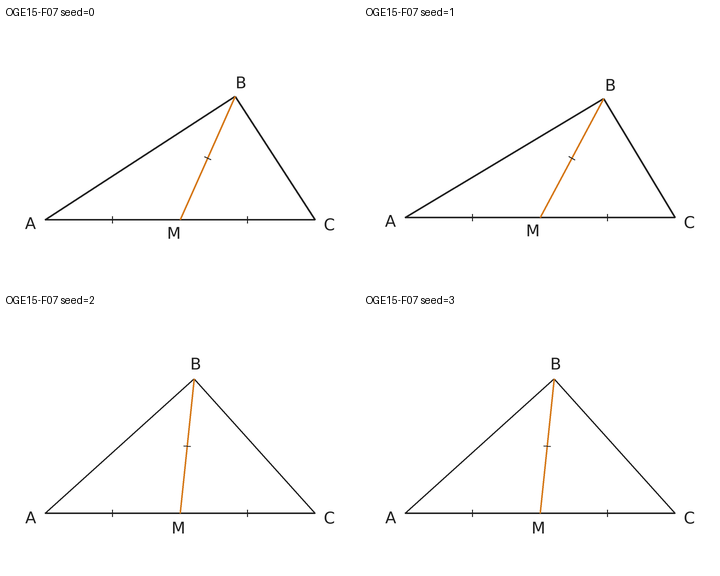 OGE15-F07 seed=0
B
A
M
C
OGE15-F07 seed=1
B
A
M
C
OGE15-F07 seed=2
B
A
M
C
OGE15-F07 seed=3
B
A
M
C